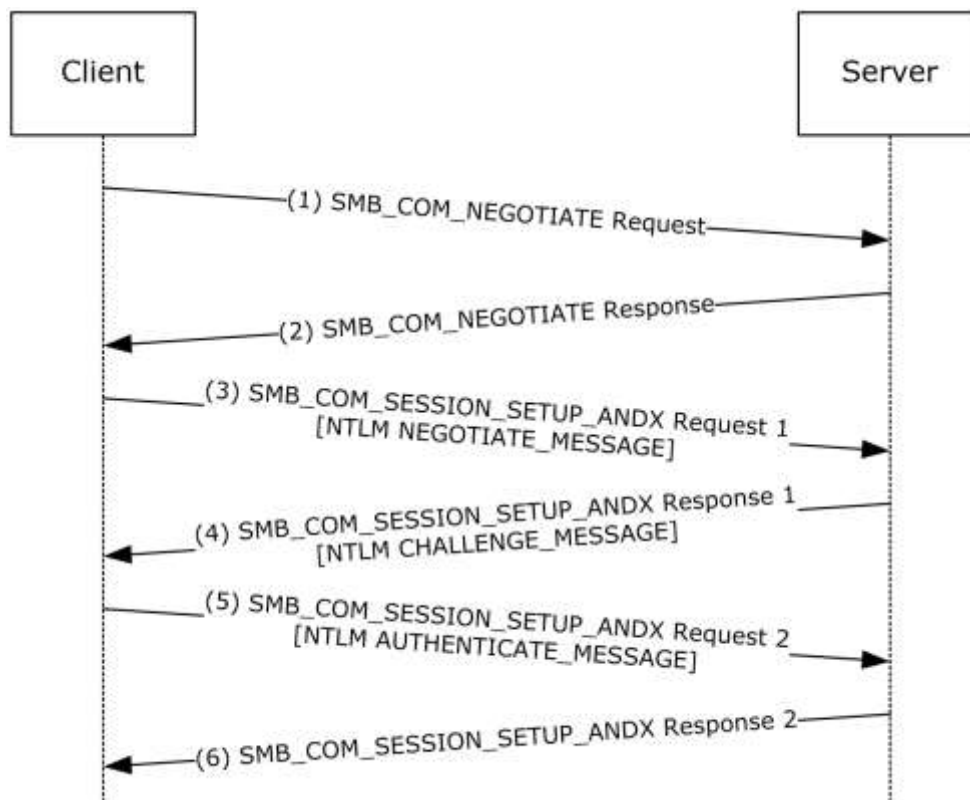 Client
Server
(1) SMB_COM_NEGOTIATE Request
(2) SMB_COM_NEGOTIATE Response
(3) SMB_COM_SESSION_SETUP_ANDX Request 1
[NTLM NEGOTIATE_MESSAGE]
(4) SMB_COM_SESSION_SETUP_ANDX Response 1
[NTLM CHALLENGE_MESSAGE]
(5) SMB_COM_SESSION_SETUP_ANDX Request 2
[NTLM AUTHENTICATE_MESSAGE]
(6) SMB_COM_SESSION_SETUP_ANDX Response 2